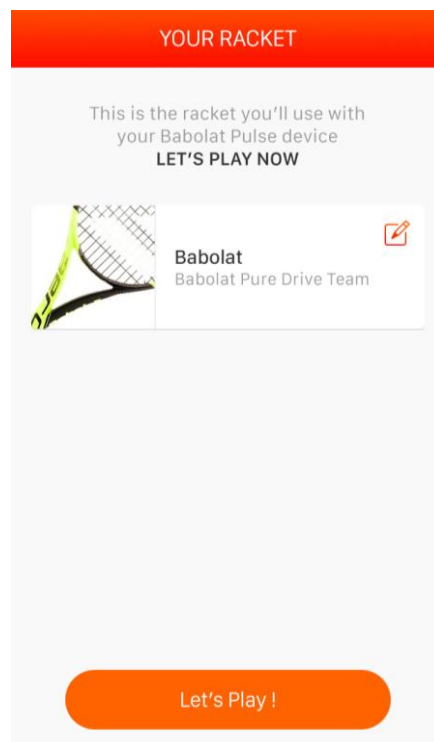 YOUR RACKET
This is the racket you'll use with
your Babolat Pulse device
LET'S PLAY NOW
Babolat
Babolat Pure Drive Team
Let's Play !